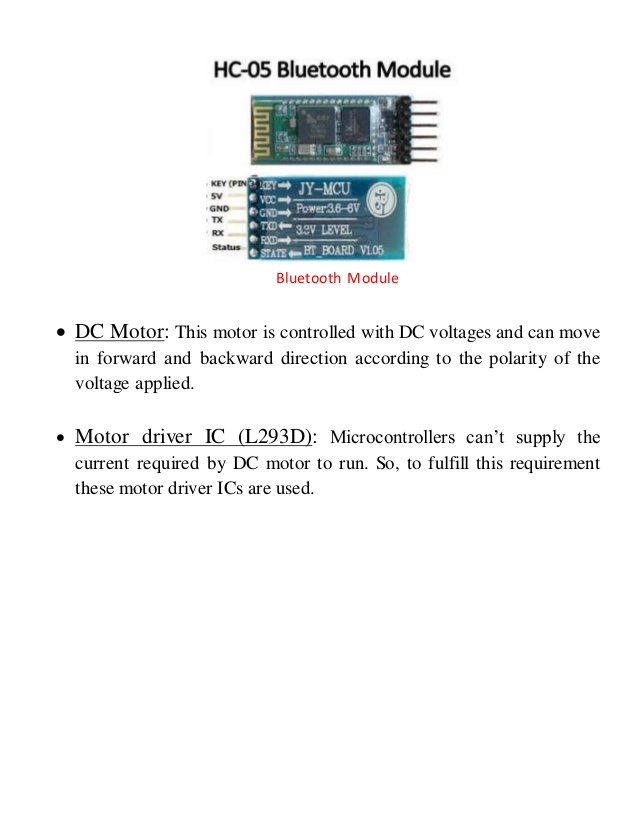 HC-05 Bluetooth Module
KEY (PIN
5V
GND
TX
RX
Status
KEY
VCC
GND
TXD
RXD
STATE
JY-MCU
Power:3.6-6V
3.2V LEVEL
BT_BOARD V1.05
Bluetooth Module
• DC Motor: This motor is controlled with DC voltages and can move
in forward and backward direction according to the polarity of the
voltage applied.
• Motor driver IC (L293D): Microcontrollers can’t supply the
current required by DC motor to run. So, to fulfill this requirement
these motor driver ICs are used.